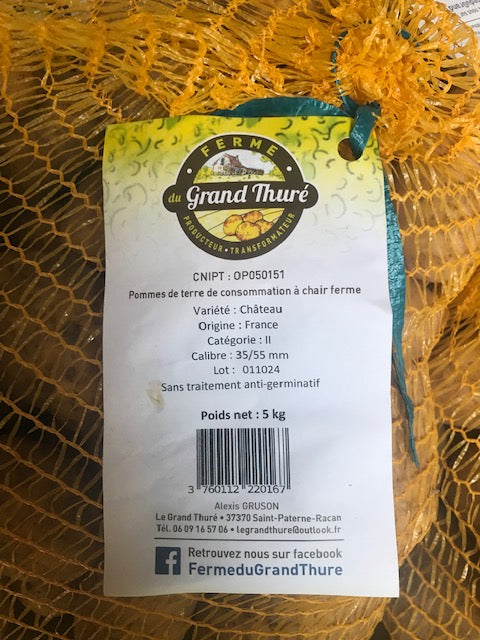 FERME
du Grand Thuré
PRODUCTEUR • TRANSFORMATEUR
CNIPT : OP050151
Pommes de terre de consommation à chair ferme
Variété : Château
Origine : France
Catégorie : II
Calibre : 35/55 mm
Lot : 011024
Sans traitement anti-germinatif
Poids net : 5 kg
3 760112 220167
Alexis GRUSON
Le Grand Thuré • 37370 Saint-Paterne-Racan
Tél. 06 09 16 57 06 • legrandthure@outlook.fr
Retrouvez nous sur facebook
FermeduGrandThure